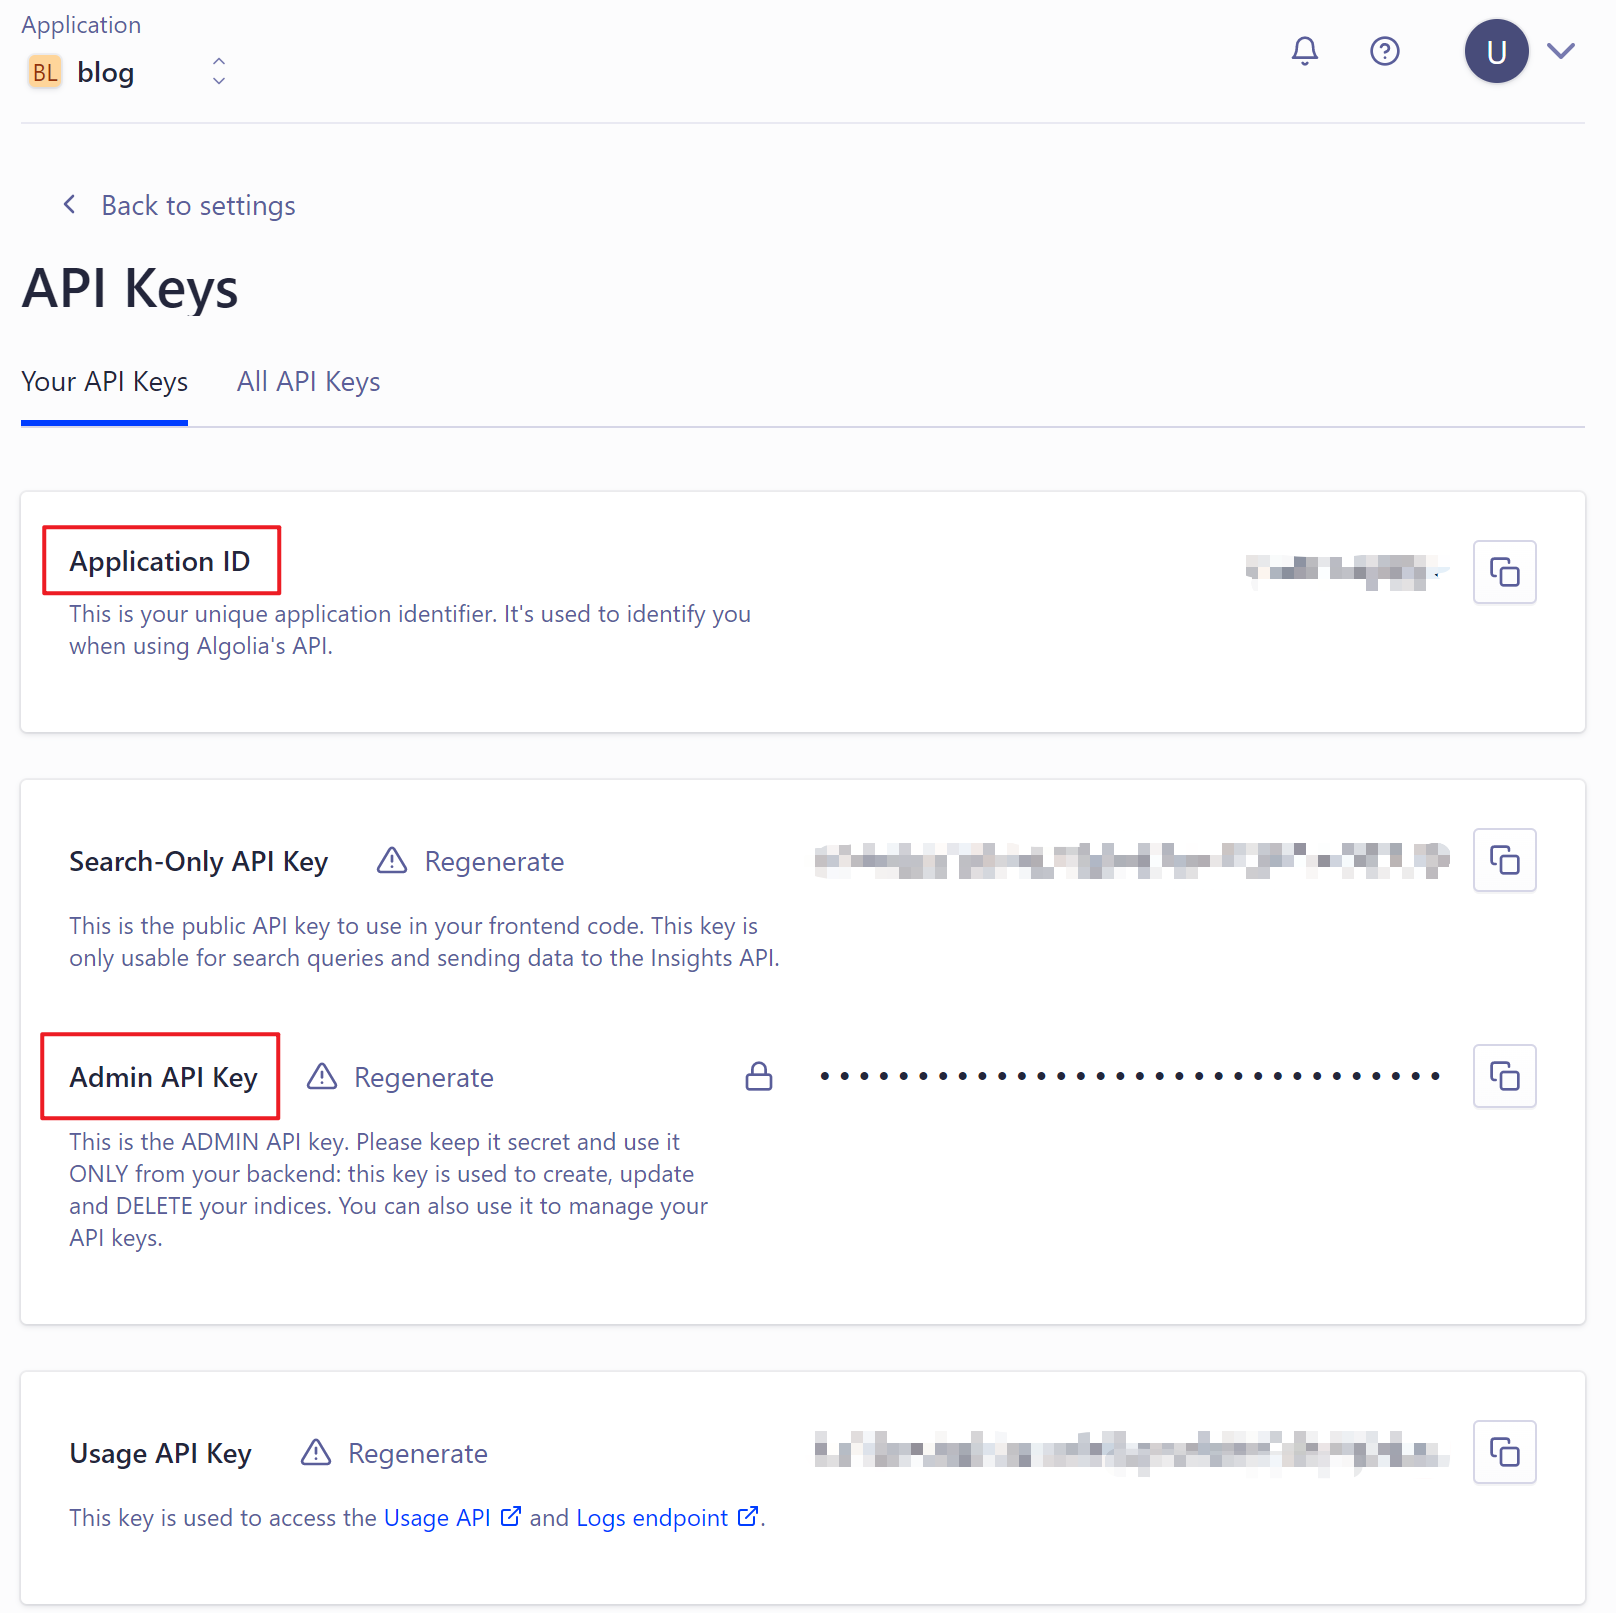 Application
BL blog
U
Back to settings
API Keys
Your API Keys All API Keys
Application ID
This is your unique application identifier. It's used to identify you
when using Algolia's API.
Search-Only API Key Regenerate
This is the public API key to use in your frontend code. This key is
only usable for search queries and sending data to the Insights API.
Admin API Key Regenerate
This is the ADMIN API key. Please keep it secret and use it
ONLY from your backend: this key is used to create, update
and DELETE your indices. You can also use it to manage your
API keys.
Usage API Key Regenerate
This key is used to access the Usage API and Logs endpoint.